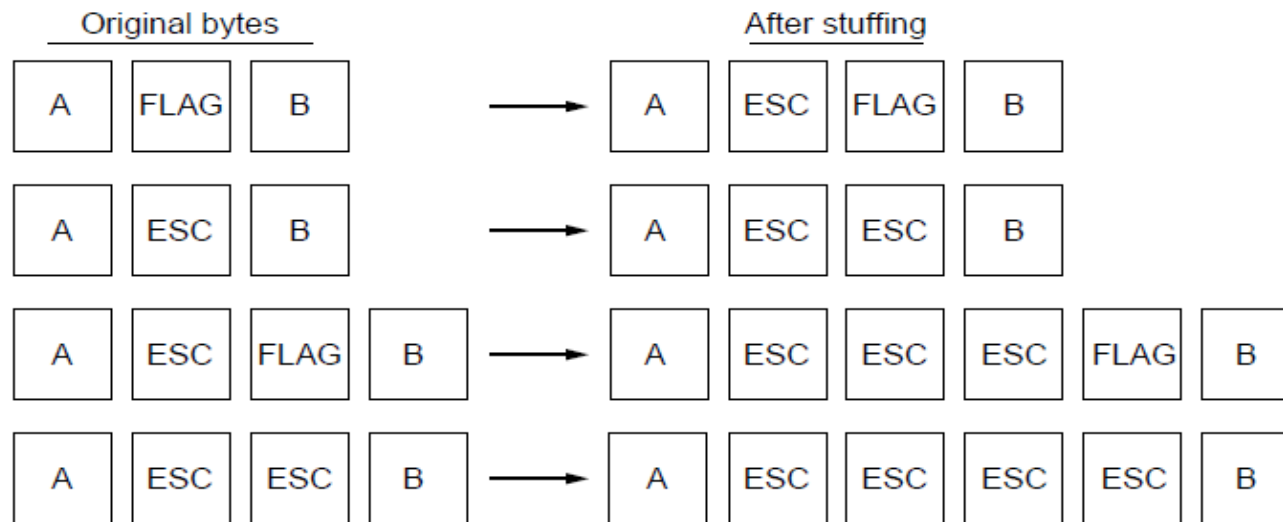 Original bytes After stuffing
A FLAG B A ESC FLAG B
A ESC B A ESC ESC B
A ESC FLAG B A ESC ESC ESC FLAG B
A ESC ESC B A ESC ESC ESC ESC B